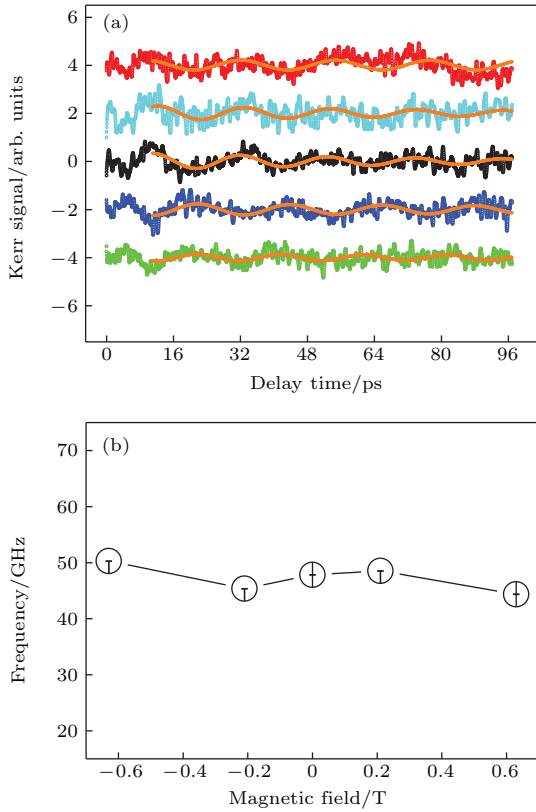 (a)
6
4
2
0
−2
−4
−6
Kerr signal/arb. units
0 16 32 48 64 80 96
Delay time/ps
(b)
70
60
50
40
30
20
Frequency/GHz
−0.6 −0.4 −0.2 0 0.2 0.4 0.6
Magnetic field/T